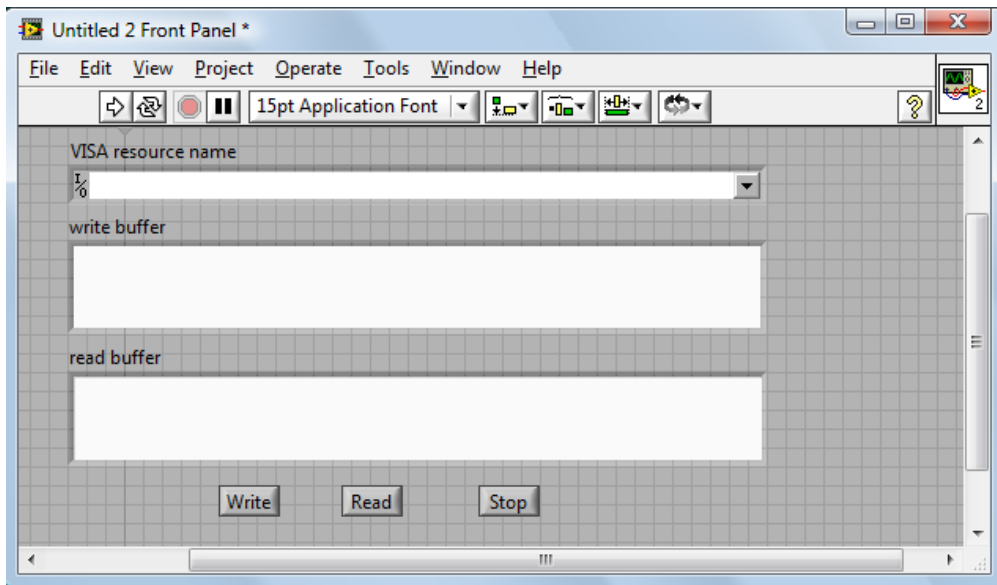 Untitled 2 Front Panel *
File Edit View Project Operate Tools Window Help
15pt Application Font
?
2
VISA resource name
I/O
write buffer
read buffer
Write Read Stop